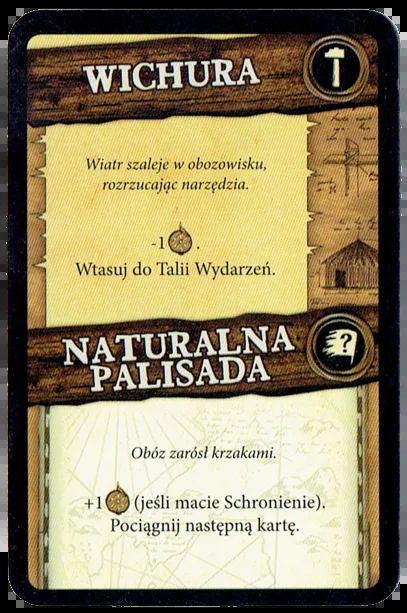 WICHURA
Wiatr szaleje w obozowisku,
rozrzucając narzędzia.
-1 .
Wtasuj do Talii Wydarzeń.
NATURALNA
PALISADA
?
Obóz zarósł krzakami.
+1 (jeśli macie Schronienie).
Pociągnij następną kartę.